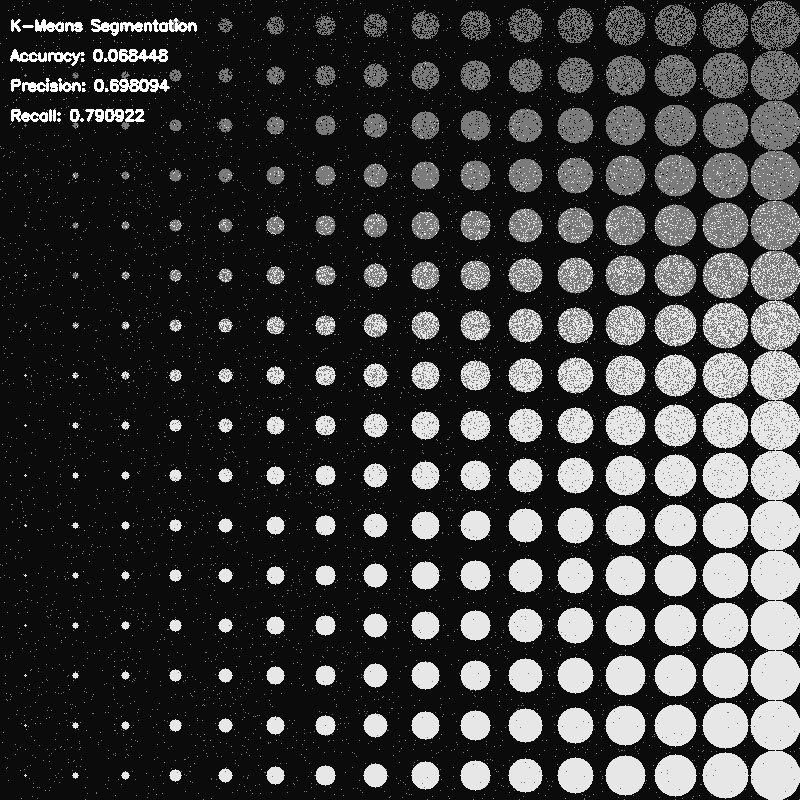 K-Means Segmentation
Accuracy: 0.068448
Precision: 0.698094
Recall: 0.790922